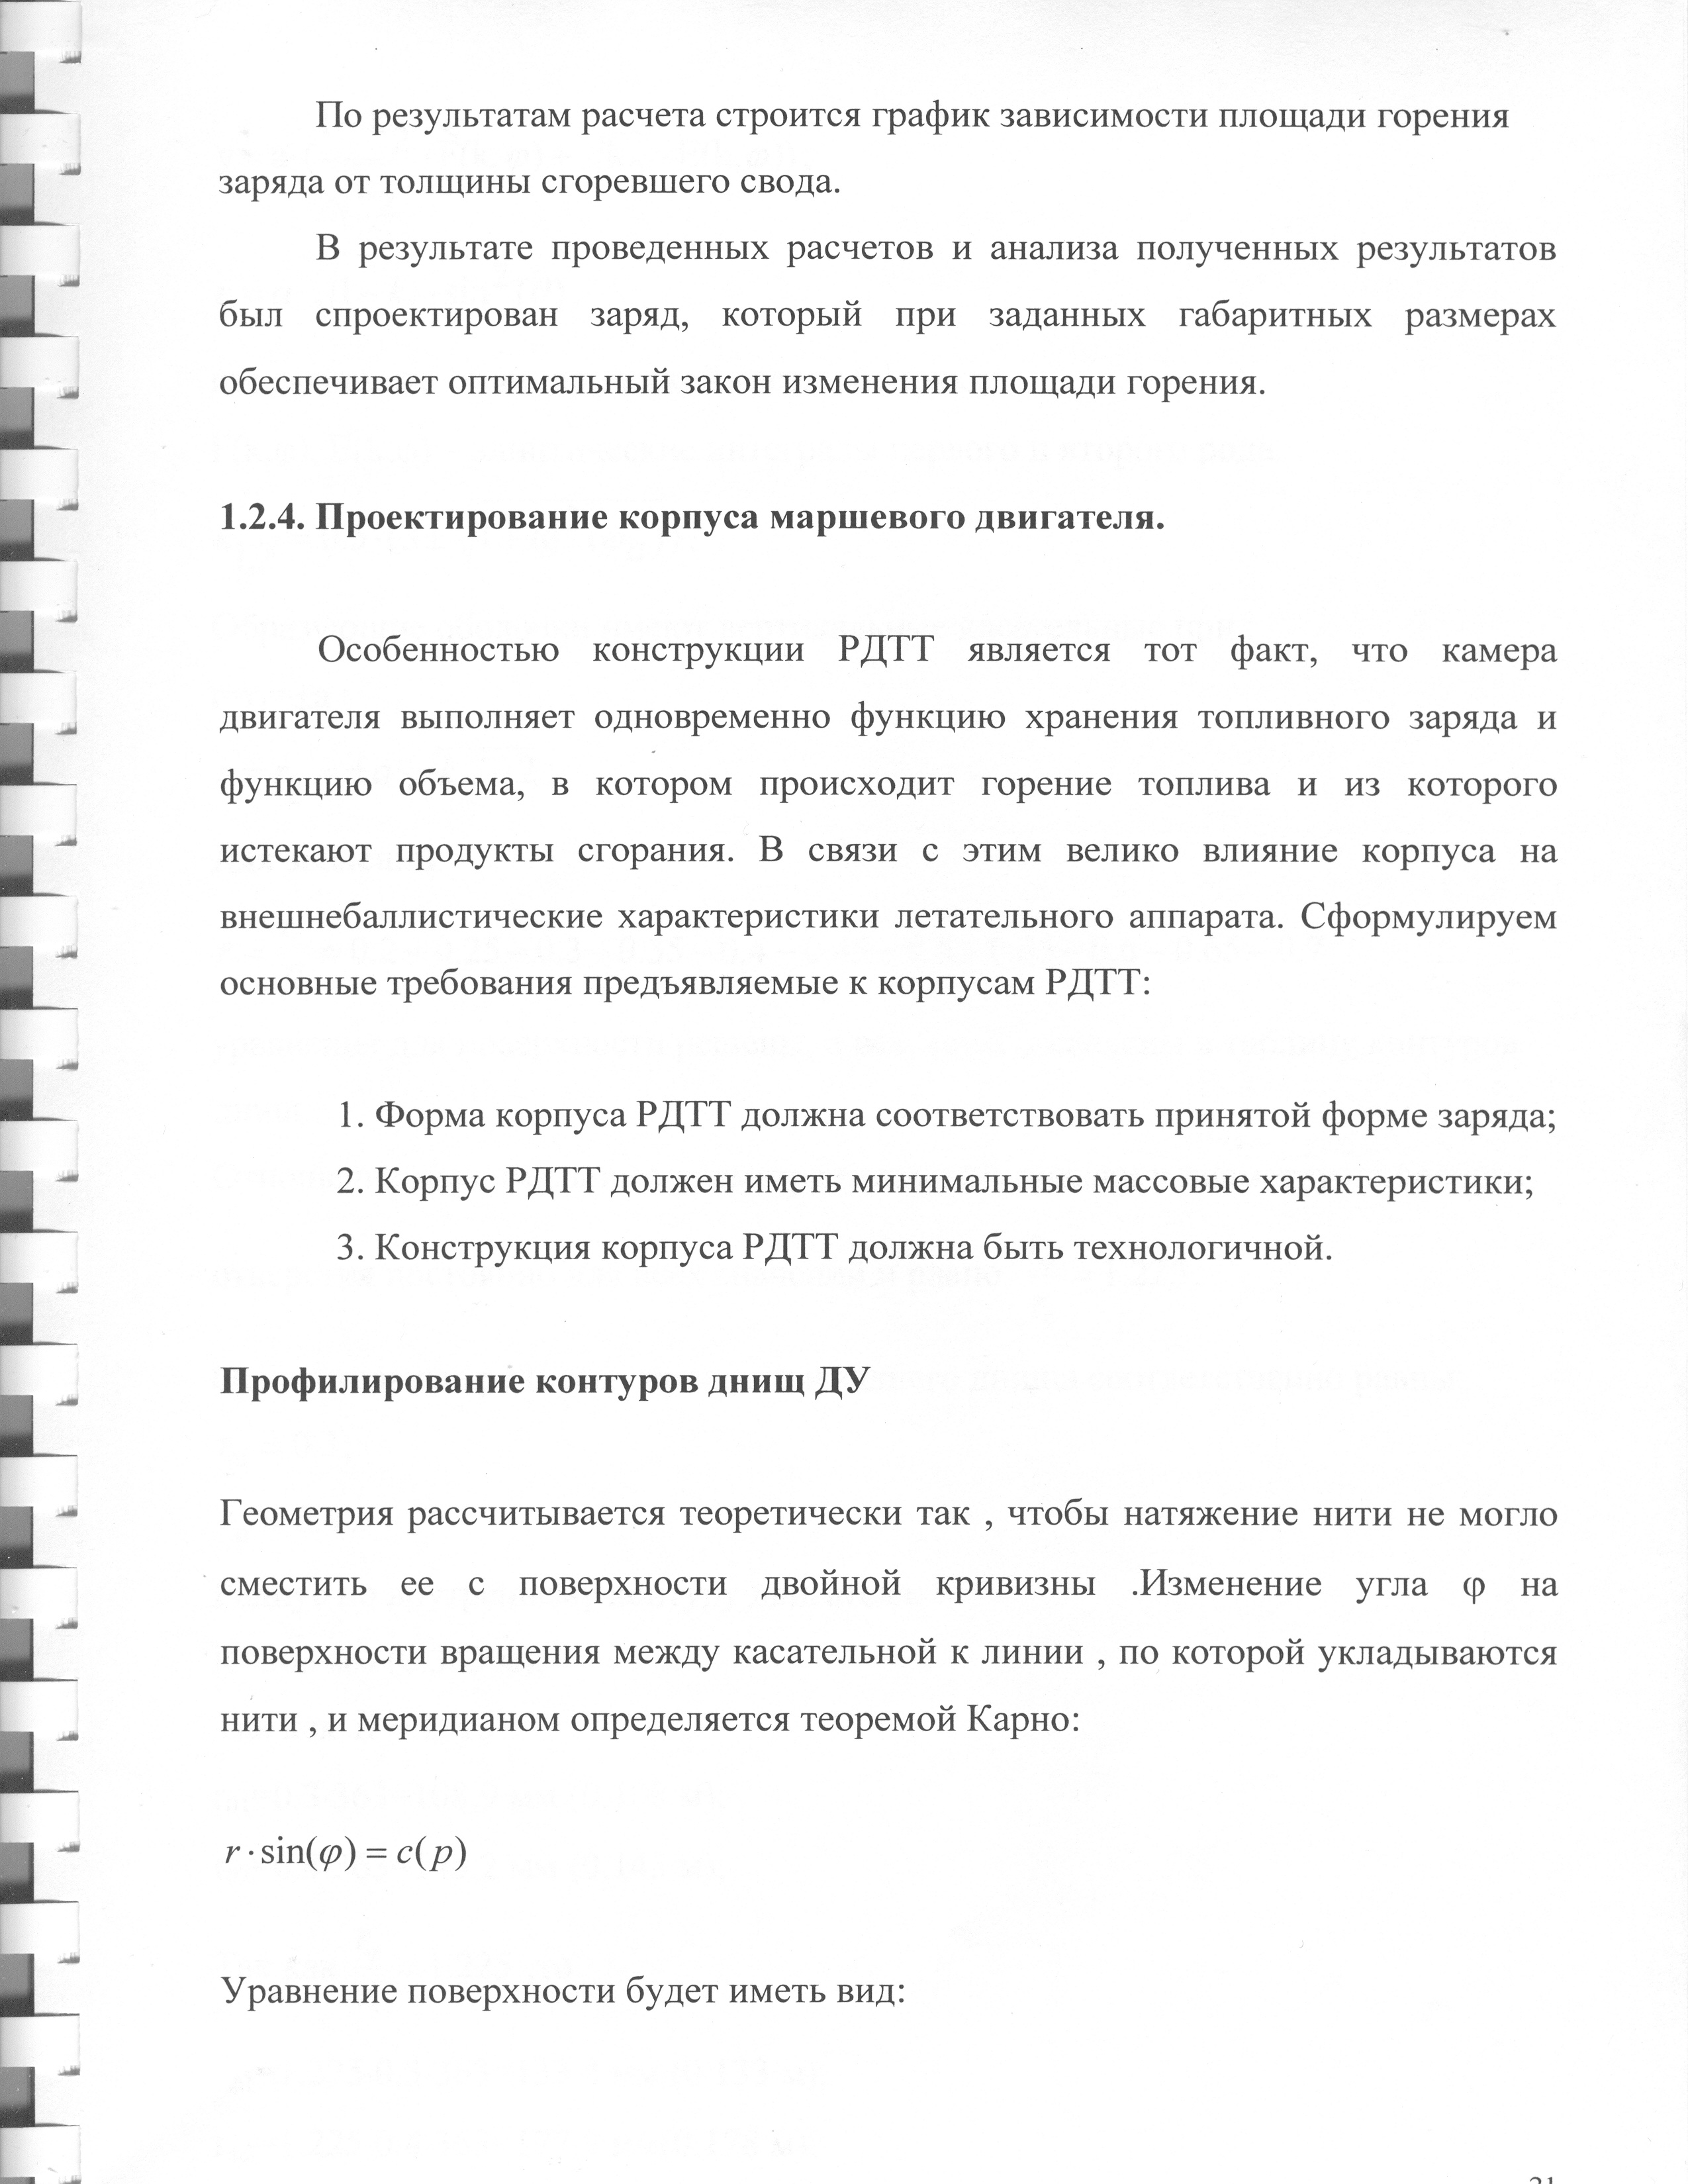 По результатам расчета строится график зависимости площади горения
заряда от толщины сгоревшего свода.
В результате проведенных расчетов и анализа полученных результатов
был спроектирован заряд, который при заданных габаритных размерах
обеспечивает оптимальный закон изменения площади горения.
1.2.4. Проектирование корпуса маршевого двигателя.
Особенностью конструкции РДТТ является тот факт, что камера
двигателя выполняет одновременно функцию хранения топливного заряда и
функцию объема, в котором происходит горение топлива и из которого
истекают продукты сгорания. В связи с этим велико влияние корпуса на
внешнебаллистические характеристики летательного аппарата. Сформулируем
основные требования предъявляемые к корпусам РДТТ:
1. Форма корпуса РДТТ должна соответствовать принятой форме заряда;
2. Корпус РДТТ должен иметь минимальные массовые характеристики;
3. Конструкция корпуса РДТТ должна быть технологичной.
Профилирование контуров днищ ДУ
Геометрия рассчитывается теоретически так , чтобы натяжение нити не могло
сместить ее с поверхности двойной кривизны .Изменение угла φ на
поверхности вращения между касательной к линии , по которой укладываются
нити , и меридианом определяется теоремой Карно:
r · sin(φ) = c(p)
Уравнение поверхности будет иметь вид: